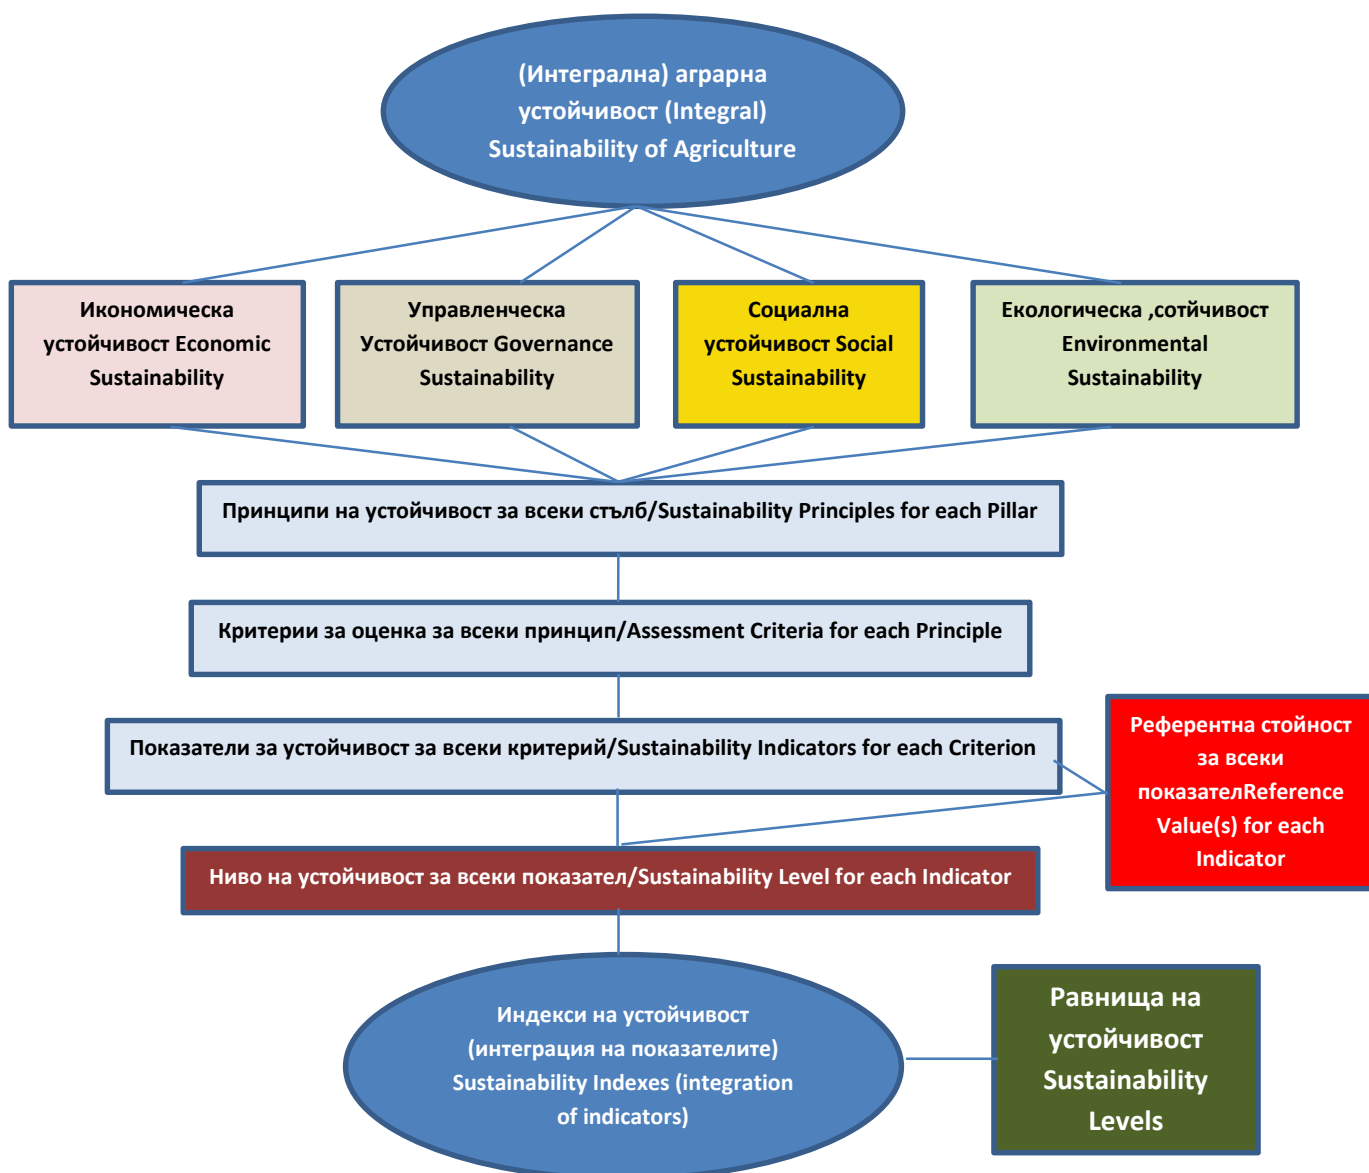 (Интегрална) аграрна
устойчивост (Integral)
Sustainability of Agriculture
Икономическа
устойчивост Economic
Sustainability
Управленческа
Устойчивост Governance
Sustainability
Социална
устойчивост Social
Sustainability
Екологическа ,сотйчивост
Environmental
Sustainability
Принципи на устойчивост за всеки стълб/Sustainability Principles for each Pillar
Критерии за оценка за всеки принцип/Assessment Criteria for each Principle
Показатели за устойчивост за всеки критерий/Sustainability Indicators for each Criterion
Референтна стойност
за всеки
показателReference
Value(s) for each
Indicator
Ниво на устойчивост за всеки показател/Sustainability Level for each Indicator
Индекси на устойчивост
(интеграция на показателите)
Sustainability Indexes (integration
of indicators)
Равнища на
устойчивост
Sustainability
Levels